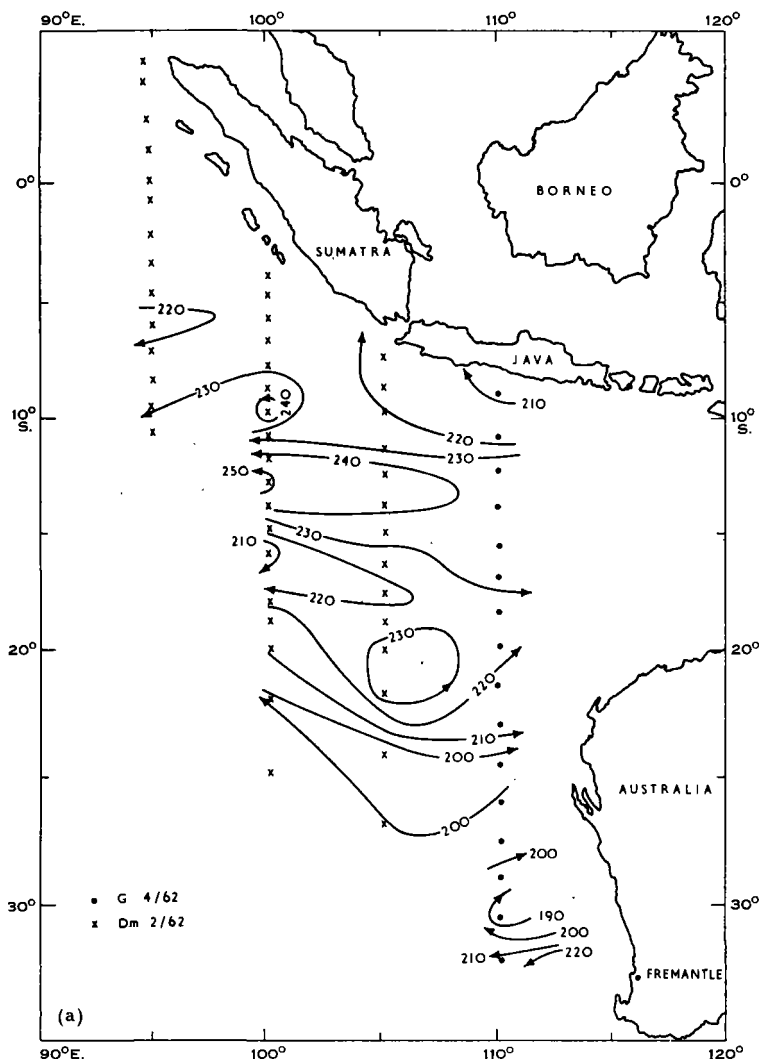 90°E. 100° 110° 120°
0° BORNEO 0°
SUMATRA
220
JAVA
230 240 210
10° S. 220 10° S.
230
240
250
230
210
220
230
20° 220 20°
210
200
AUSTRALIA
200
200
• G 4/62
x Dm 2/62
30° 190 30°
200
210 220
FREMANTLE
(a)
90°E. 100° 110° 120°